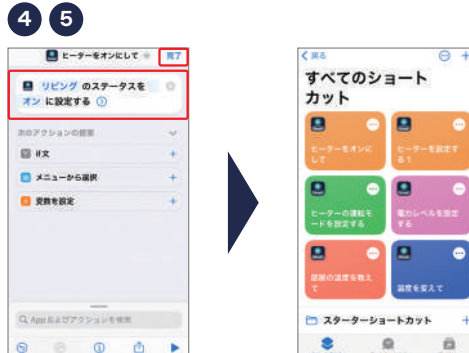 4 5
ヒーターをオンにして
完了
リビング のステータスを
オン に設定する
次のアクションの提案
if文
メニューから選択
変数を設定
Q Appおよびアクションを検索
戻る
すべてのショート
カット
ヒーターをオンに
して
ヒーターを設定す
る 1
ヒーターの運転モ
ードを設定する
電力レベルを設定
する
部屋の温度を教え
て
温度を変えて
スターターショートカット